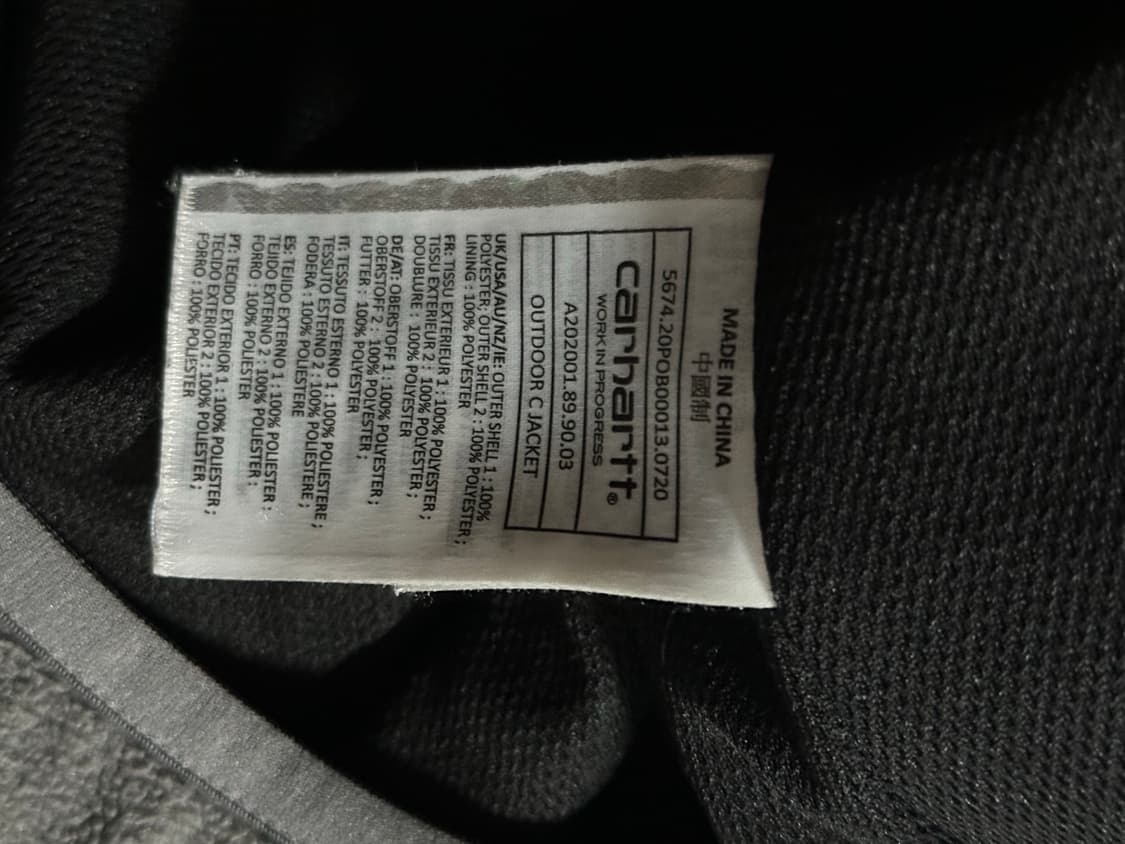 MADE IN CHINA
中國制
5674.20POB00013.0720
carhartt®
WORK IN PROGRESS
A202001.89.90.03
OUTDOOR C JACKET
UK/USA/AU/NZ/IE: OUTER SHELL 1 : 100%
POLYESTER; OUTER SHELL 2 : 100% POLYESTER ;
LINING : 100% POLYESTER
FR: TISSU EXTERIEUR 1 : 100% POLYESTER ;
TISSU EXTERIEUR 2 : 100% POLYESTER ;
DOUBLURE : 100% POLYESTER
DE/AT: OBERSTOFF 1 : 100% POLYESTER ;
OBERSTOFF 2 : 100% POLYESTER ;
FUTTER : 100% POLYESTER
IT: TESSUTO ESTERNO 1 : 100% POLIESTERE ;
TESSUTO ESTERNO 2 : 100% POLIESTERE ;
FODERA : 100% POLIESTERE
ES: TEJIDO EXTERNO 1 : 100% POLIESTER ;
TEJIDO EXTERNO 2 : 100% POLIESTER ;
FORRO : 100% POLIESTER
PT: TECIDO EXTERIOR 1 : 100% POLIESTER ;
TECIDO EXTERIOR 2 : 100% POLIESTER ;
FORRO : 100% POLIESTER